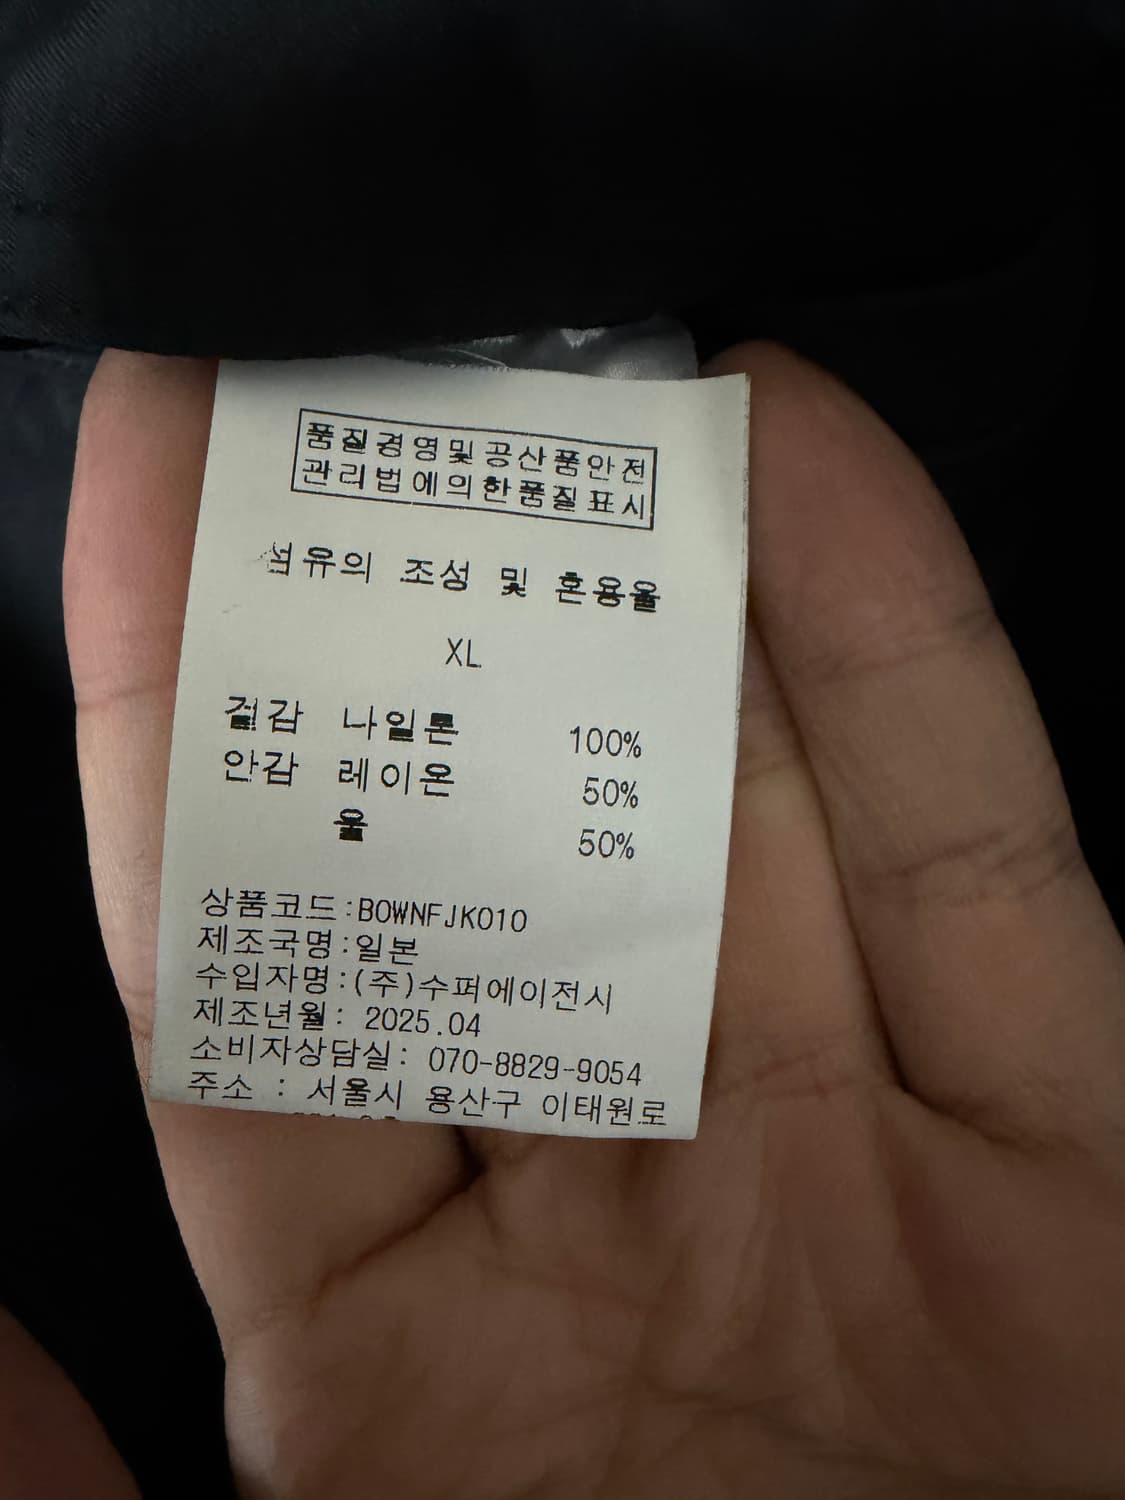 품질경영및공산품안전
관리법에의한품질표시
섬유의 조성 및 혼용율
XL
겉감 나일론 100%
안감 레이온 50%
울 50%
상품코드:BOWNFJK010
제조국명:일본
수입자명:(주)수퍼에이전시
제조년월: 2025.04
소비자상담실: 070-8829-9054
주소 : 서울시 용산구 이태원로